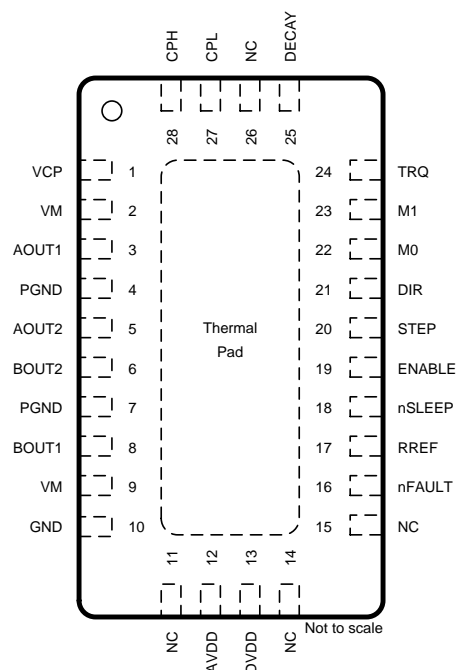 CPH CPL NC DECAY
28 27 26 25
VCP 1 24 TRQ
VM 2 23 M1
AOUT1 3 22 M0
PGND 4 21 DIR
AOUT2 5 20 STEP
Thermal
Pad
BOUT2 6 19 ENABLE
PGND 7 18 nSLEEP
BOUT1 8 17 RREF
VM 9 16 nFAULT
GND 10 15 NC
11 12 13 14
NC AVDD DVDD NC
Not to scale